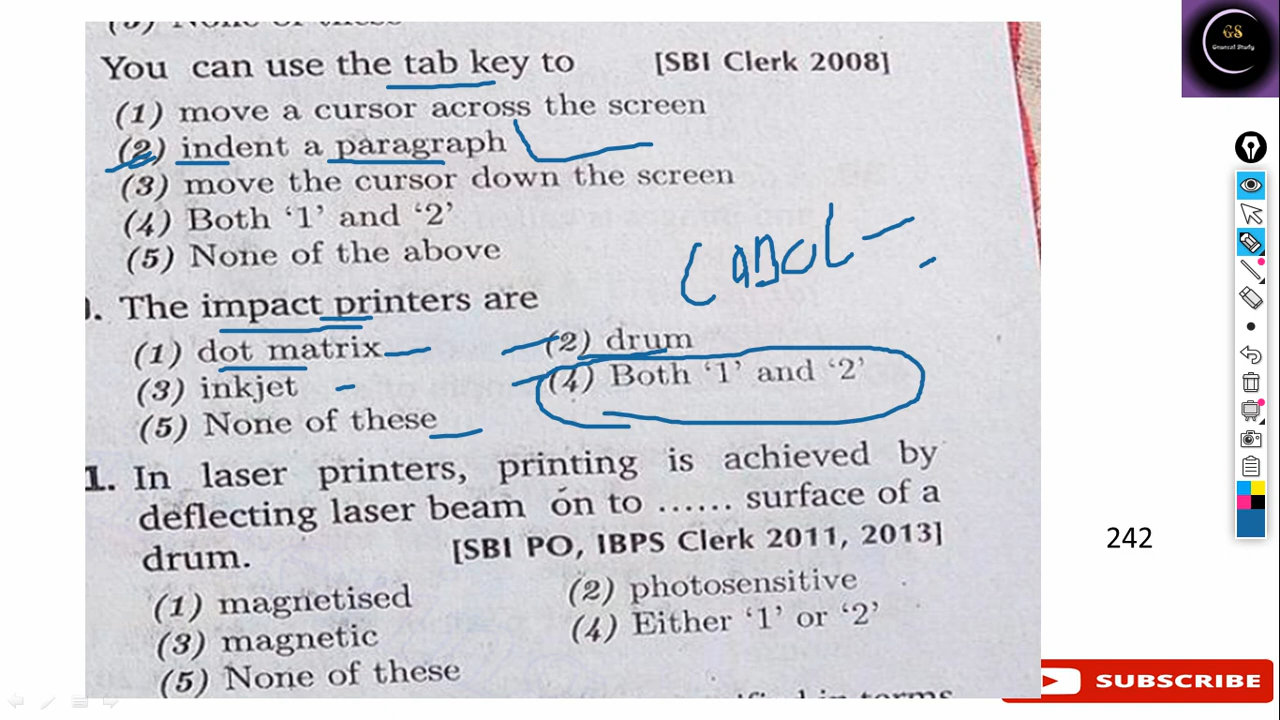 You can use the tab key to [SBI Clerk 2008]
(1) move a cursor across the screen
(2) indent a paragraph
(3) move the cursor down the screen
(4) Both ‘1’ and ‘2’
(5) None of the above
The impact printers are
(1) dot matrix (2) drum
(3) inkjet (4) Both ‘1’ and ‘2’
(5) None of these
1. In laser printers, printing is achieved by
deflecting laser beam on to ...... surface of a
drum. [SBI PO, IBPS Clerk 2011, 2013]
(1) magnetised (2) photosensitive
(3) magnetic (4) Either ‘1’ or ‘2’
(5) None of these
GS
General Study
242
SUBSCRIBE